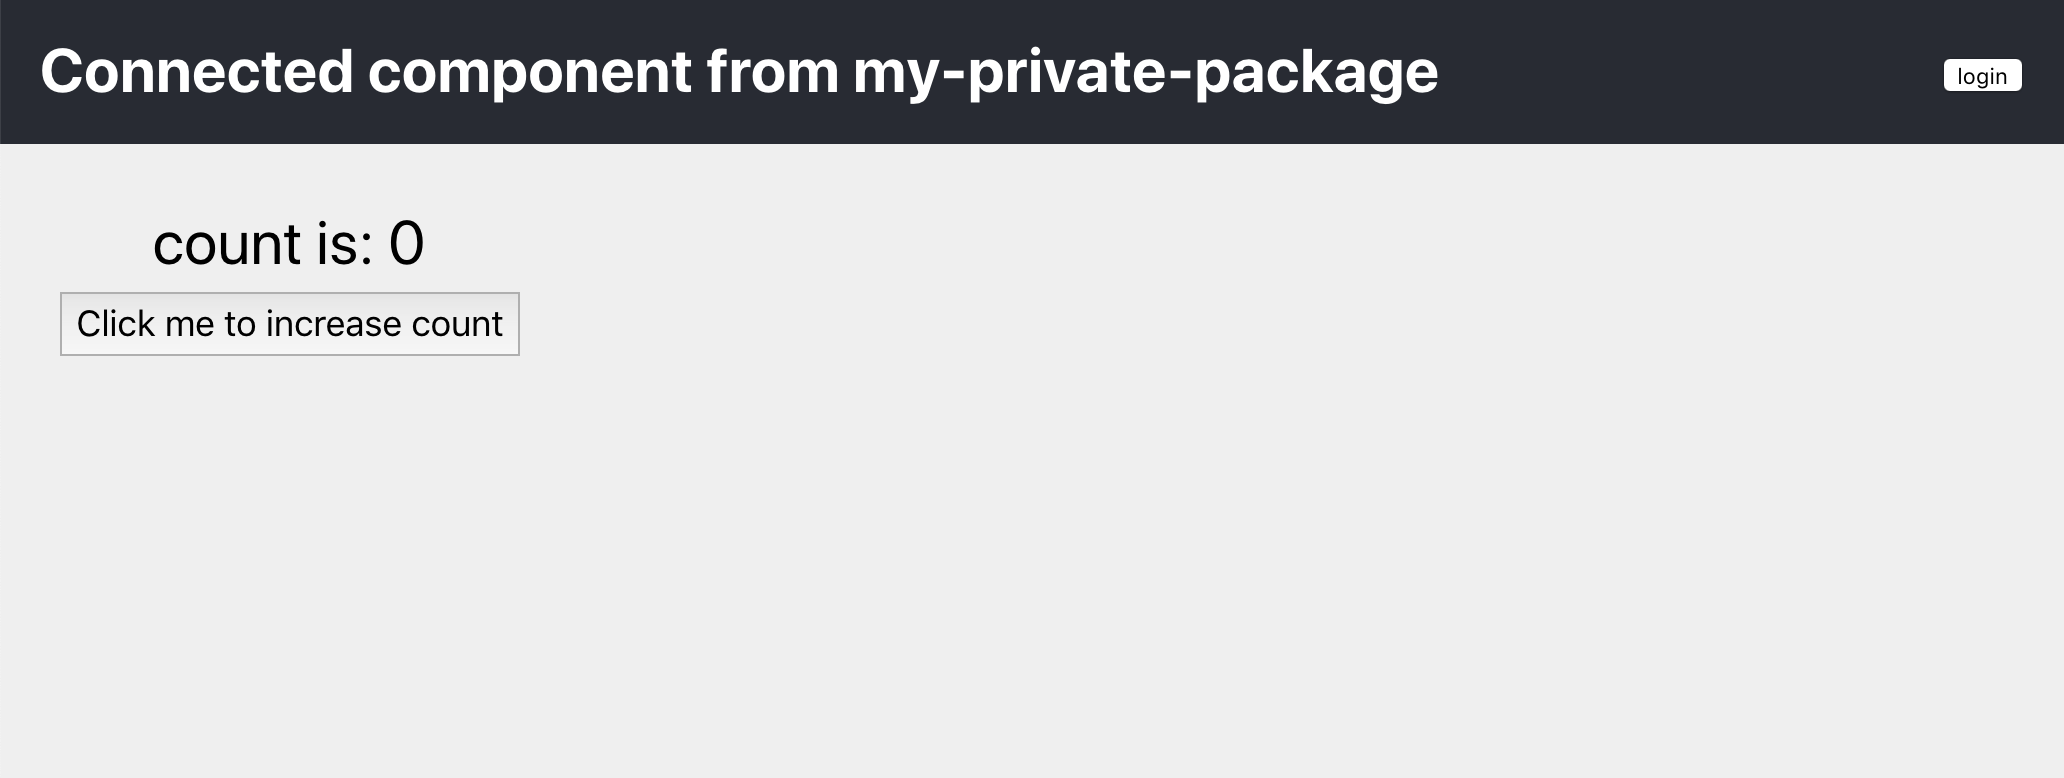 Connected component from my-private-package
login
count is: 0
Click me to increase count